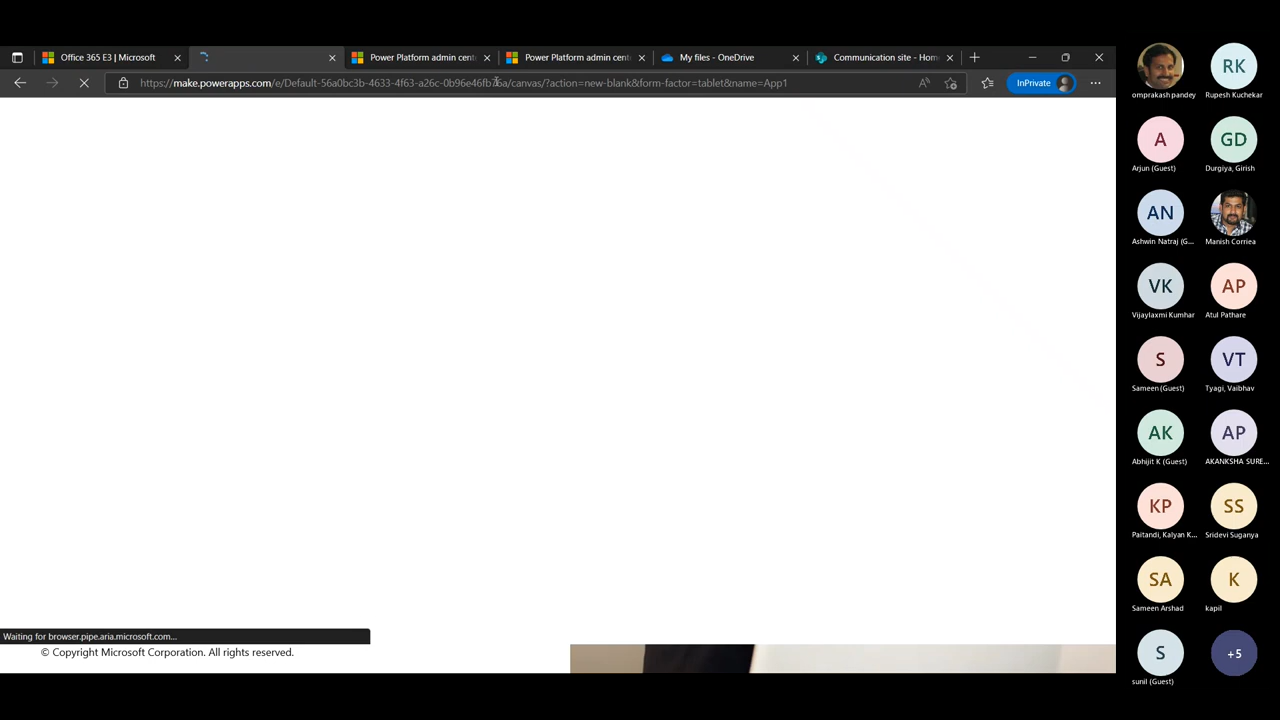 Office 365 E3 | Microsoft
Power Platform admin cent
Power Platform admin cent
My files - OneDrive
Communication site - Hom
https://make.powerapps.com/e/Default-56a0bc3b-4633-4f63-a26c-0b96e46fb76a/canvas/?action=new-blank&form-factor=tablet&name=App1
InPrivate
Waiting for browser.pipe.aria.microsoft.com...
© Copyright Microsoft Corporation. All rights reserved.
omprakash pandey
RK
Rupesh Kuchekar
A
Arjun (Guest)
GD
Durgiya, Girish
AN
Ashwin Natraj (G...
Manish Corriea
VK
Vijaylaxmi Kumhar
AP
Atul Pathare
S
Sameen (Guest)
VT
Tyagi, Vaibhav
AK
Abhijit K (Guest)
AP
AKANKSHA SURE...
KP
Paitandi, Kalyan K...
SS
Sridevi Suganya
SA
Sameen Arshad
K
kapil
S
sunil (Guest)
+5